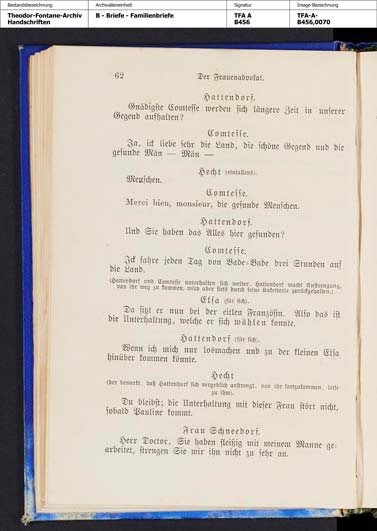 Bestandsbezeichnung
Theodor-Fontane-Archiv
Handschriften
Archivalieneinheit
B - Briefe - Familienbriefe
Signatur
TFA A
B456
Image-Bezeichnung
TFA-A-
B456,0070
62 Der Frauenadvokat.
Hattendorf.
Gnädigste Comtesse werden sich längere Zeit in unserer
Gegend aufhalten?
Comtesse.
Ja, ick liebe sehr die Land, die schöne Gegend und die
gesunde Män — Män —
Hecht (einfallend).
Menschen.
Comtesse.
Merci bien, monsieur, die gesunde Menschen.
Hattendorf.
Und Sie haben das Alles hier gefunden?
Comtesse.
Ick fahre jeden Tag von Bade-Bade drei Stunden auf
die Land.
(Hattendorf und Comtesse unterhalten sich weiter. Hattendorf macht Anstrengung,
von ihr weg zu kommen, wird aber stets durch seine Koketterie zurückgehalten.)
Elsa (für sich).
Da sitzt er nun bei der eitlen Französin. Also das ist
die Unterhaltung, welche er sich wählen konnte.
Hattendorf (für sich).
Wenn ich mich nur losmachen und zu der kleinen Elsa
hinüber kommen könnte.
Hecht
(der bemerkt, daß Hattendorf sich vergeblich anstrengt, von ihr fortzukommen, leise
zu ihm).
Du bleibst; die Unterhaltung mit dieser Frau stört nicht,
sobald Pauline kommt.
Frau Schneedorf.
Herr Doctor, Sie haben fleißig mit meinem Manne ge-
arbeitet, strengen Sie mir ihn nicht zu sehr an.